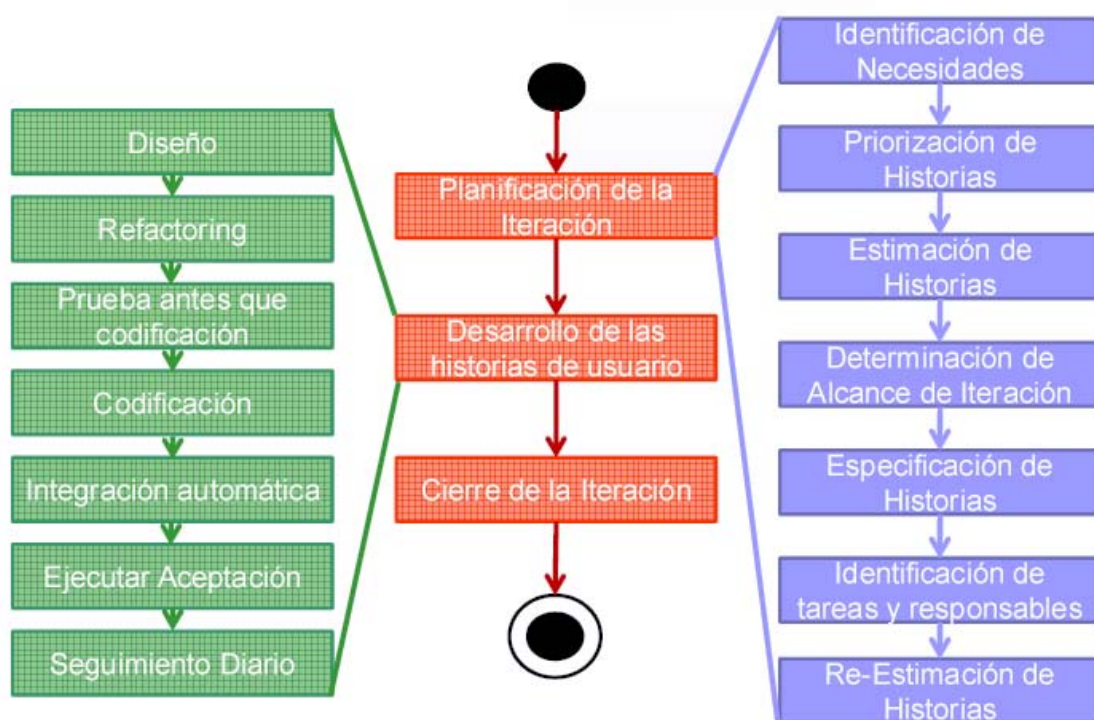 Diseño
Refactoring
Prueba antes que
codificación
Codificación
Integración automática
Ejecutar Aceptación
Seguimiento Diario
Planificación de la
Iteración
Desarrollo de las
historias de usuario
Cierre de la Iteración
Identificación de
Necesidades
Priorización de
Historias
Estimación de
Historias
Determinación de
Alcance de Iteración
Especificación de
Historias
Identificación de
tareas y responsables
Re-Estimación de
Historias